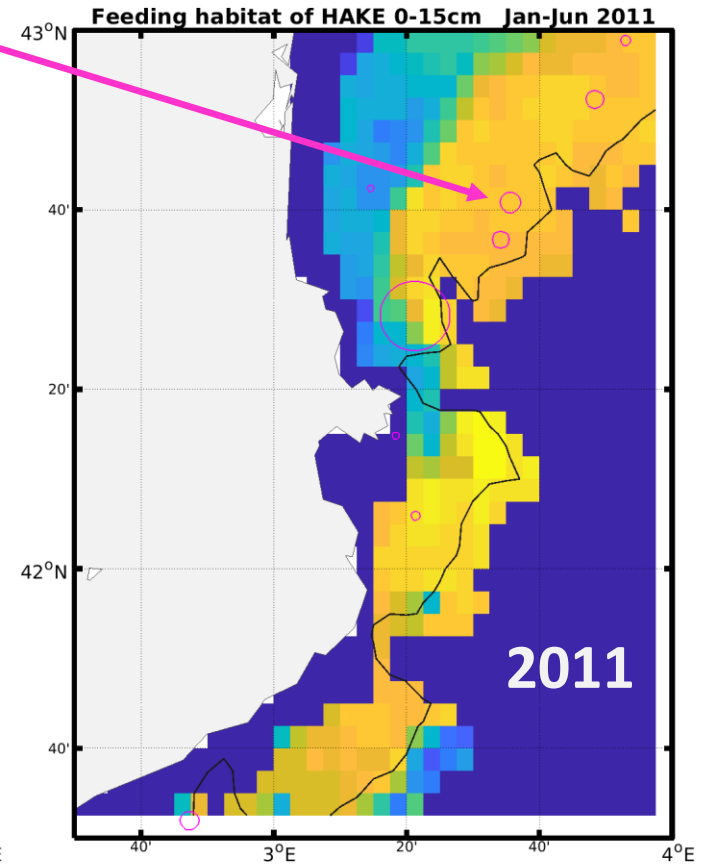 Feeding habitat of HAKE 0-15cm Jan-Jun 2011
43°N
40'
20'
42°N
2011
40'
E
40'
3°E
20'
40'
4°E